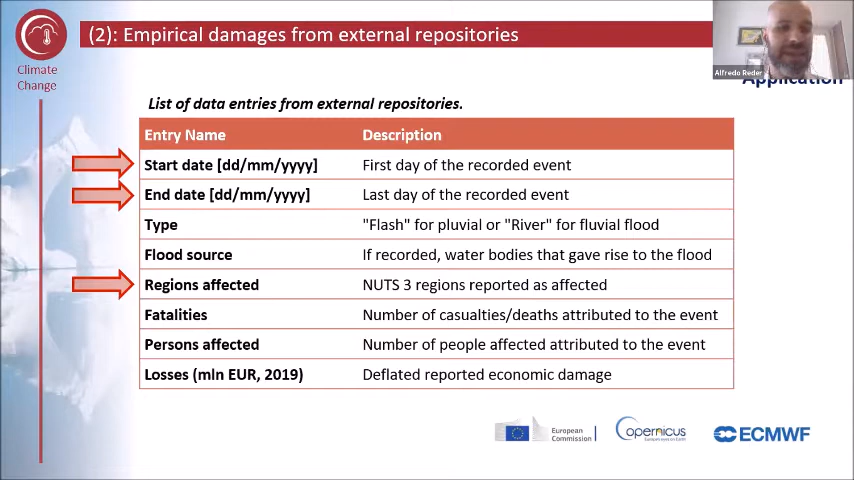 (2): Empirical damages from external repositories
Climate
Change
Alfredo Reder
Application
List of data entries from external repositories.
Entry Name Description
Start date [dd/mm/yyyy] First day of the recorded event
End date [dd/mm/yyyy] Last day of the recorded event
Type "Flash" for pluvial or "River" for fluvial flood
Flood source If recorded, water bodies that gave rise to the flood
Regions affected NUTS 3 regions reported as affected
Fatalities Number of casualties/deaths attributed to the event
Persons affected Number of people affected attributed to the event
Losses (mln EUR, 2019) Deflated reported economic damage
European
Commission
Copernicus
Europe's eyes on Earth
ECMWF